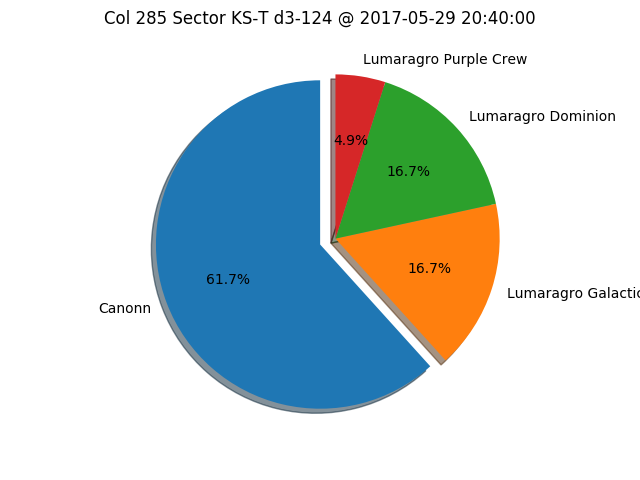 Col 285 Sector KS-T d3-124 @ 2017-05-29 20:40:00
Lumaragro Purple Crew
Lumaragro Dominion
4.9%
16.7%
16.7%
61.7%
Lumaragro Galactic
Canonn